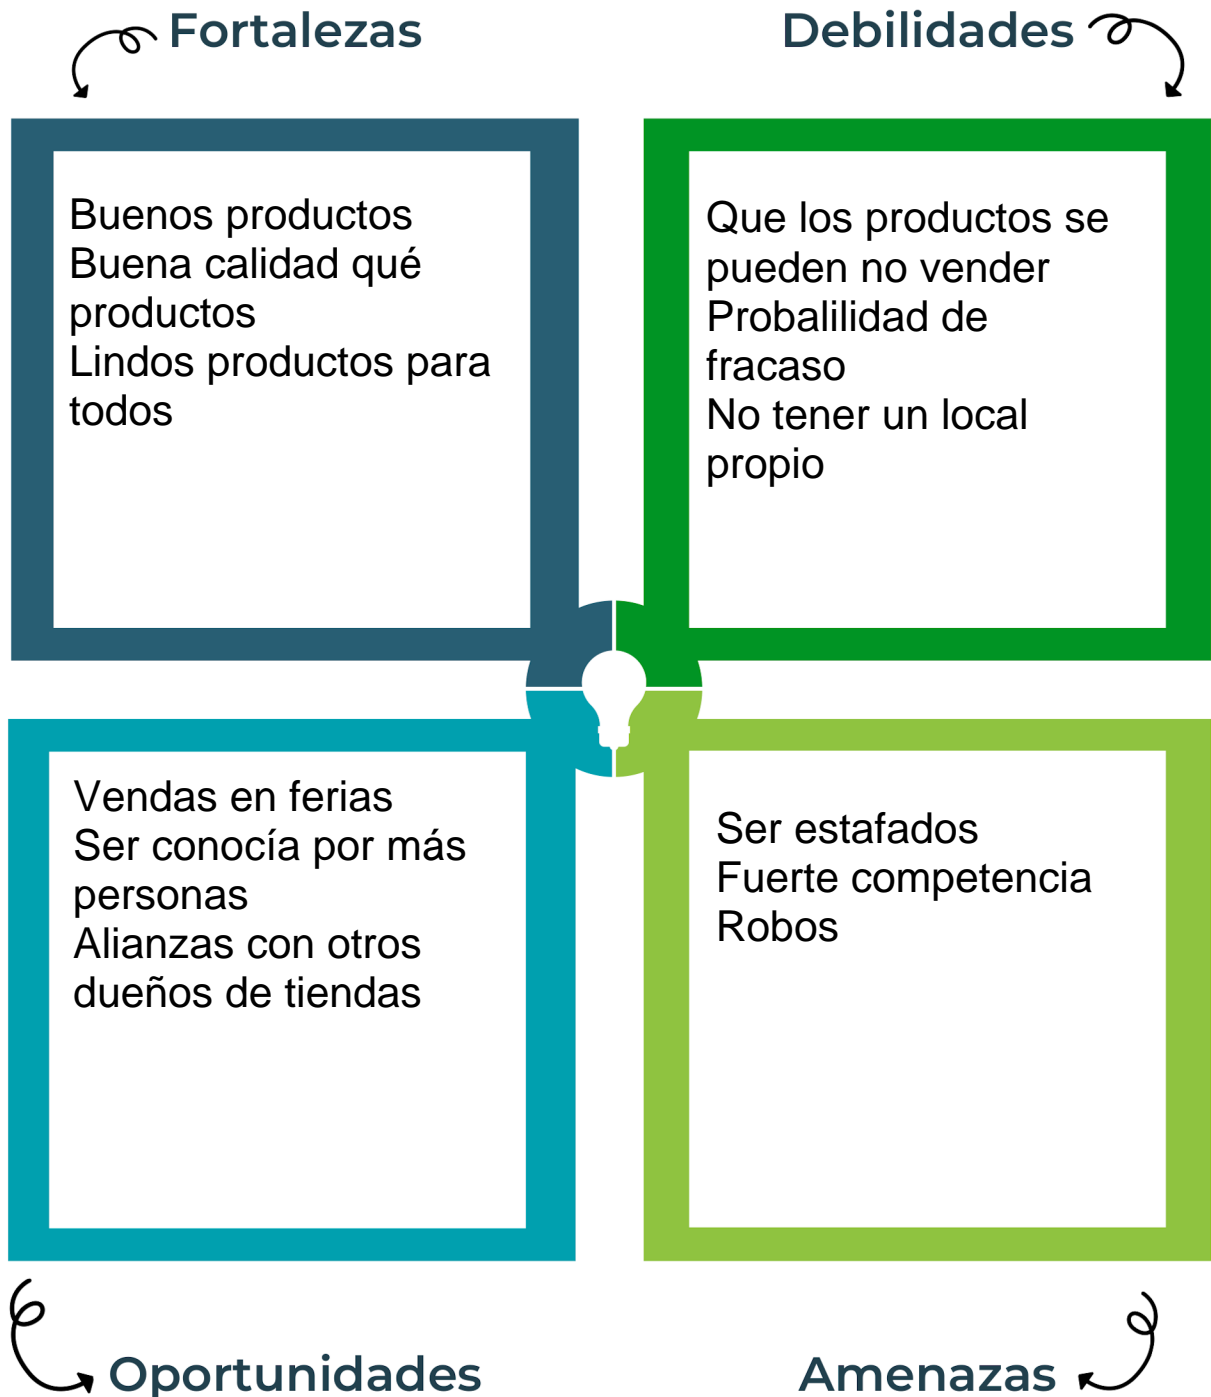 Fortalezas
Debilidades
Buenos productos
Buena calidad qué
productos
Lindos productos para
todos
Que los productos se
pueden no vender
Probalilidad de
fracaso
No tener un local
propio
Vendas en ferias
Ser conocía por más
personas
Alianzas con otros
dueños de tiendas
Ser estafados
Fuerte competencia
Robos
Oportunidades
Amenazas